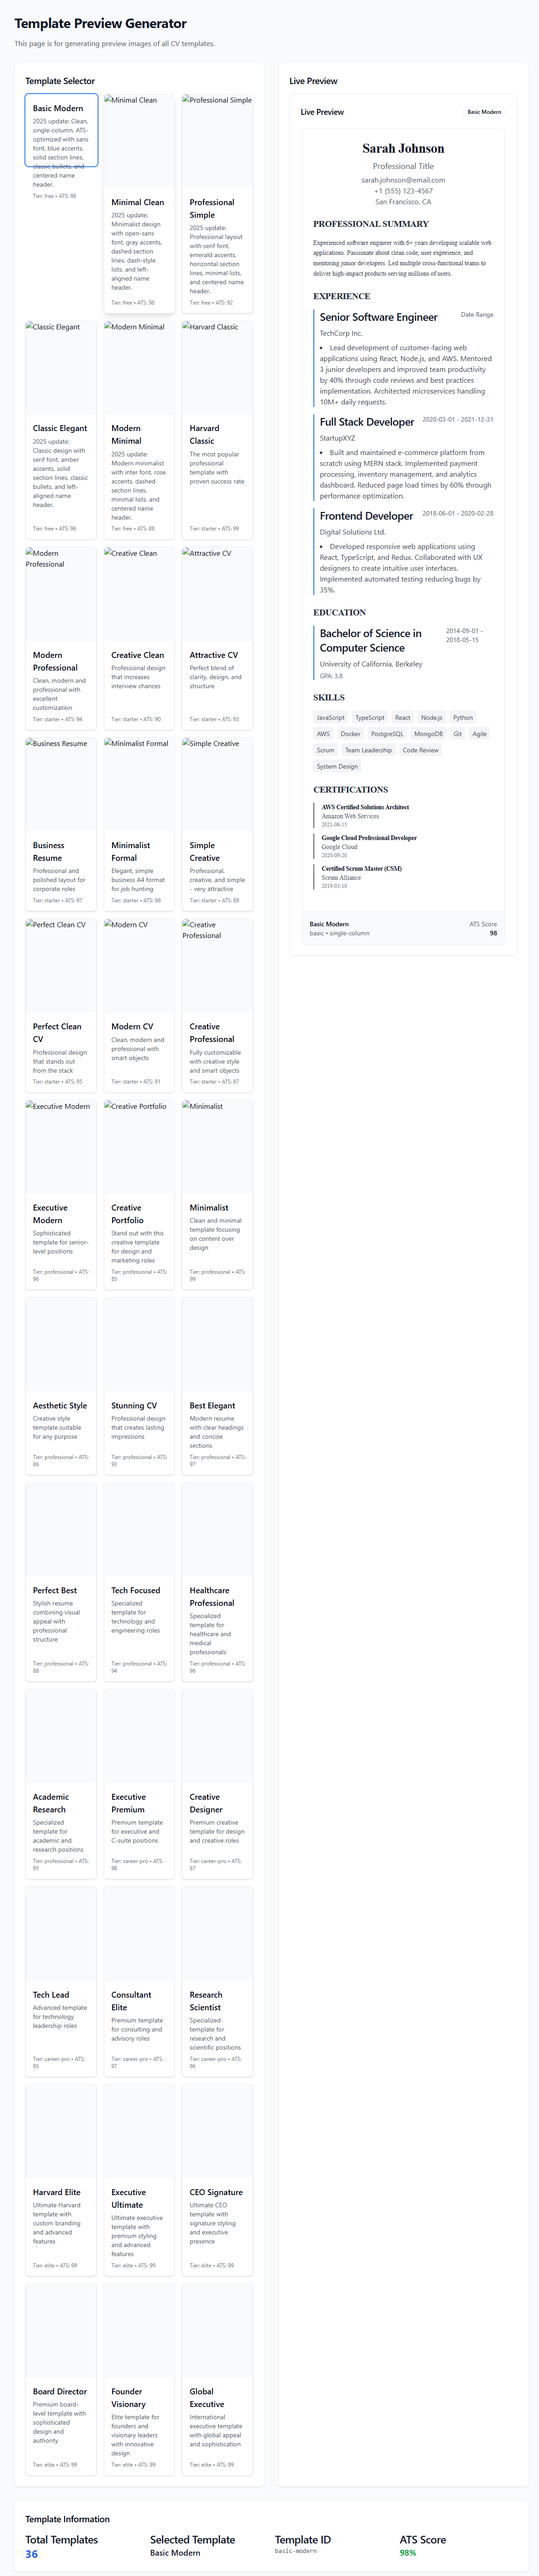 Template Preview Generator
This page is for generating preview images of all CV templates.
Template Selector
Basic Modern
2025 update: Clean,
single-column, ATS-
optimized with sans
font, blue accents,
solid section lines,
classic bullets, and
centered name
header.
Tier: free • ATS: 98
Minimal Clean
Minimal Clean
2025 update:
Minimalist design
with open-sans
font, gray accents,
dashed section
lines, dash-style
lists, and left-
aligned name
header.
Tier: free • ATS: 98
Professional Simple
Professional
Simple
2025 update:
Professional layout
with serif font,
emerald accents,
horizontal section
lines, minimal lists,
and centered name
header.
Tier: free • ATS: 92
Classic Elegant
Classic Elegant
2025 update:
Classic design with
serif font, amber
accents, solid
section lines, classic
bullets, and left-
aligned name
header.
Tier: free • ATS: 96
Modern Minimal
Modern
Minimal
2025 update:
Modern minimalist
with inter font, rose
accents, dashed
section lines,
minimal lists, and
centered name
header.
Tier: free • ATS: 88
Harvard Classic
Harvard
Classic
The most popular
professional
template with
proven success rate
Tier: starter • ATS: 99
Modern
Professional
Modern
Professional
Clean, modern and
professional with
excellent
customization
Tier: starter • ATS: 94
Creative Clean
Creative Clean
Professional design
that increases
interview chances
Tier: starter • ATS: 90
Attractive CV
Attractive CV
Perfect blend of
clarity, design, and
structure
Tier: starter • ATS: 93
Business Resume
Business
Resume
Professional and
polished layout for
corporate roles
Tier: starter • ATS: 97
Minimalist Formal
Minimalist
Formal
Elegant, simple
business A4 format
for job hunting
Tier: starter • ATS: 98
Simple Creative
Simple
Creative
Professional,
creative, and simple
- very attractive
Tier: starter • ATS: 89
Perfect Clean CV
Perfect Clean
CV
Professional design
that stands out
from the stack
Tier: starter • ATS: 95
Modern CV
Modern CV
Clean, modern and
professional with
smart objects
Tier: starter • ATS: 91
Creative
Professional
Creative
Professional
Fully customizable
with creative style
and smart objects
Tier: starter • ATS: 87
Executive Modern
Executive
Modern
Sophisticated
template for senior-
level positions
Tier: professional • ATS:
96
Creative Portfolio
Creative
Portfolio
Stand out with this
creative template
for design and
marketing roles
Tier: professional • ATS:
85
Minimalist
Minimalist
Clean and minimal
template focusing
on content over
design
Tier: professional • ATS:
99
Aesthetic Style
Creative style
template suitable
for any purpose
Tier: professional • ATS:
86
Stunning CV
Professional design
that creates lasting
impressions
Tier: professional • ATS:
93
Best Elegant
Modern resume
with clear headings
and concise
sections
Tier: professional • ATS:
97
Perfect Best
Stylish resume
combining visual
appeal with
professional
structure
Tier: professional • ATS:
88
Tech Focused
Specialized
template for
technology and
engineering roles
Tier: professional • ATS:
94
Healthcare
Professional
Specialized
template for
healthcare and
medical
professionals
Tier: professional • ATS:
96
Academic
Research
Specialized
template for
academic and
research positions
Tier: professional • ATS:
95
Executive
Premium
Premium template
for executive and
C-suite positions
Tier: career-pro • ATS:
98
Creative
Designer
Premium creative
template for design
and creative roles
Tier: career-pro • ATS:
87
Tech Lead
Advanced template
for technology
leadership roles
Tier: career-pro • ATS:
95
Consultant
Elite
Premium template
for consulting and
advisory roles
Tier: career-pro • ATS:
97
Research
Scientist
Specialized
template for
research and
scientific positions
Tier: career-pro • ATS:
96
Harvard Elite
Ultimate Harvard
template with
custom branding
and advanced
features
Tier: elite • ATS: 99
Executive
Ultimate
Ultimate executive
template with
premium styling
and advanced
features
Tier: elite • ATS: 99
CEO Signature
Ultimate CEO
template with
signature styling
and executive
presence
Tier: elite • ATS: 99
Board Director
Premium board-
level template with
sophisticated
design and
authority
Tier: elite • ATS: 99
Founder
Visionary
Elite template for
founders and
visionary leaders
with innovative
design
Tier: elite • ATS: 99
Global
Executive
International
executive template
with global appeal
and sophistication
Tier: elite • ATS: 99
Live Preview
Live Preview
Basic Modern
Sarah Johnson
Professional Title
sarah.johnson@email.com
+1 (555) 123-4567
San Francisco, CA
PROFESSIONAL SUMMARY
Experienced software engineer with 6+ years developing scalable web
applications. Passionate about clean code, user experience, and
mentoring junior developers. Led multiple cross-functional teams to
deliver high-impact products serving millions of users.
EXPERIENCE
Senior Software Engineer
Date Range
TechCorp Inc.
• Lead development of customer-facing web
applications using React, Node.js, and AWS. Mentored
3 junior developers and improved team productivity
by 40% through code reviews and best practices
implementation. Architected microservices handling
10M+ daily requests.
Full Stack Developer
2020-03-01 - 2021-12-31
StartupXYZ
• Built and maintained e-commerce platform from
scratch using MERN stack. Implemented payment
processing, inventory management, and analytics
dashboard. Reduced page load times by 60% through
performance optimization.
Frontend Developer
2018-06-01 - 2020-02-28
Digital Solutions Ltd.
• Developed responsive web applications using
React, TypeScript, and Redux. Collaborated with UX
designers to create intuitive user interfaces.
Implemented automated testing reducing bugs by
35%.
EDUCATION
Bachelor of Science in
Computer Science
2014-09-01 -
2018-05-15
University of California, Berkeley
GPA: 3.8
SKILLS
JavaScript TypeScript React Node.js Python
AWS Docker PostgreSQL MongoDB Git Agile
Scrum Team Leadership Code Review
System Design
CERTIFICATIONS
AWS Certified Solutions Architect
Amazon Web Services
2021-06-15
Google Cloud Professional Developer
Google Cloud
2020-09-20
Certified Scrum Master (CSM)
Scrum Alliance
2019-03-10
Basic Modern
basic • single-column
ATS Score
98
Template Information
Total Templates
36
Selected Template
Basic Modern
Template ID
basic-modern
ATS Score
98%